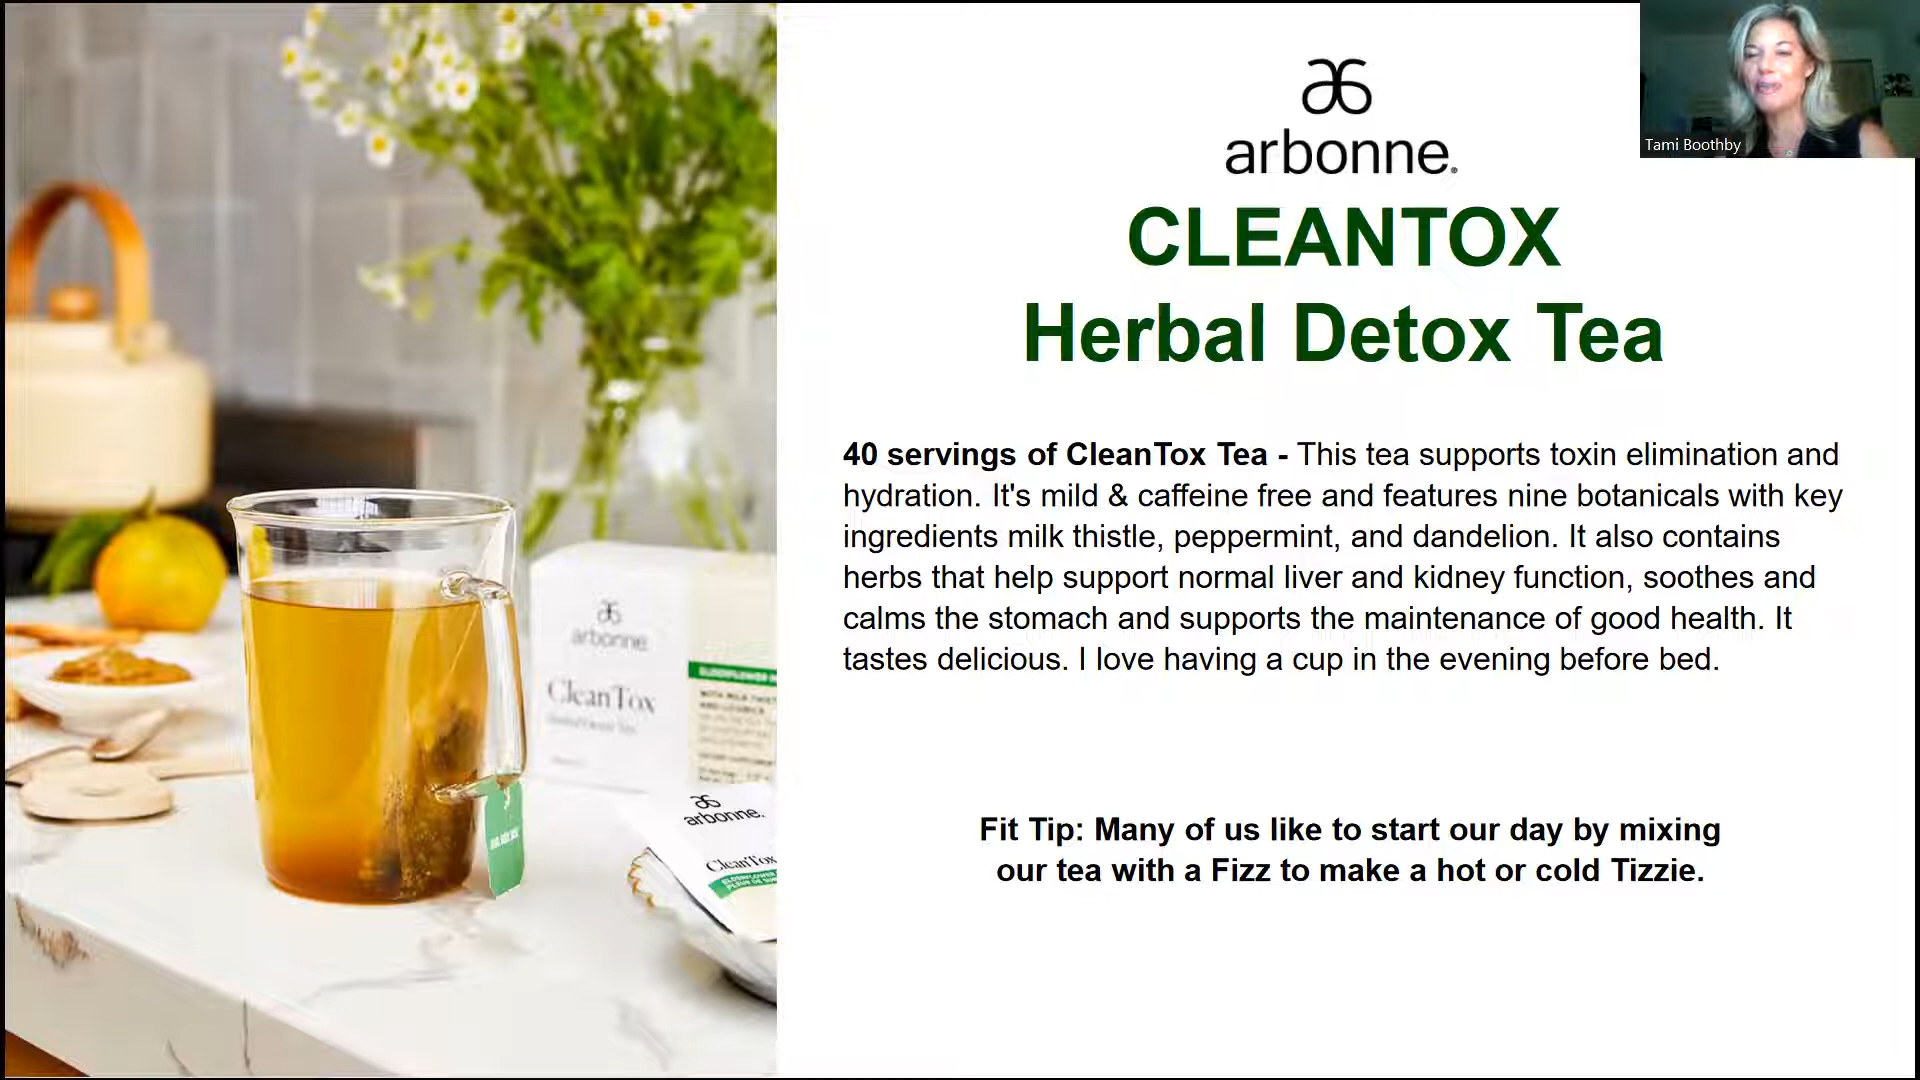 arbonne.
Tami Boothby
CLEANTOX
Herbal Detox Tea
40 servings of CleanTox Tea - This tea supports toxin elimination and
hydration. It's mild & caffeine free and features nine botanicals with key
ingredients milk thistle, peppermint, and dandelion. It also contains
herbs that help support normal liver and kidney function, soothes and
calms the stomach and supports the maintenance of good health. It
tastes delicious. I love having a cup in the evening before bed.
Fit Tip: Many of us like to start our day by mixing
our tea with a Fizz to make a hot or cold Tizzie.
arbonne
CleanTox
arbonne.
CleanTox